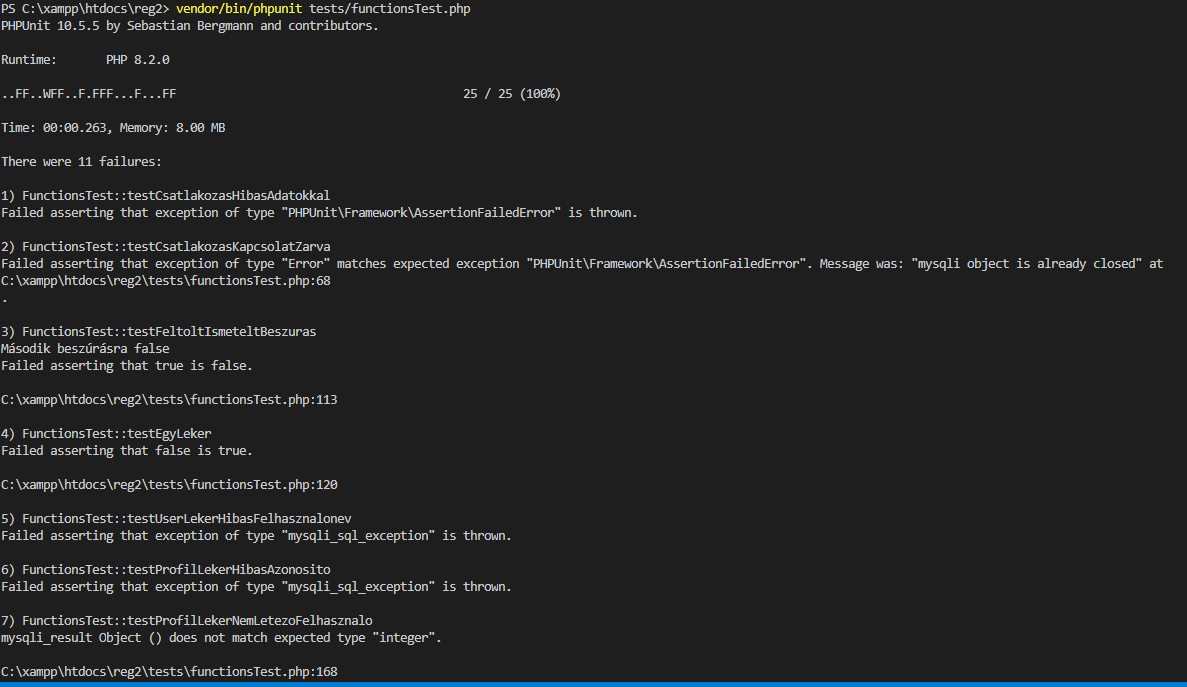 PS C:\xampp\htdocs\reg2> vendor/bin/phpunit tests/functionsTest.php
PHPUnit 10.5.5 by Sebastian Bergmann and contributors.
Runtime:       PHP 8.2.0
..FF..WFF..F.FFF...F...FF                                         25 / 25 (100%)
Time: 00:00.263, Memory: 8.00 MB
There were 11 failures:
1) FunctionsTest::testCsatlakozasHibasAdatokkal
Failed asserting that exception of type "PHPUnit\Framework\AssertionFailedError" is thrown.
2) FunctionsTest::testCsatlakozasKapcsolatZarva
Failed asserting that exception of type "Error" matches expected exception "PHPUnit\Framework\AssertionFailedError". Message was: "mysqli object is already closed" at
C:\xampp\htdocs\reg2\tests\functionsTest.php:68
.
3) FunctionsTest::testFeltoltIsmeteltBeszuras
Második beszúrásra false
Failed asserting that true is false.
C:\xampp\htdocs\reg2\tests\functionsTest.php:113
4) FunctionsTest::testEgyLeker
Failed asserting that false is true.
C:\xampp\htdocs\reg2\tests\functionsTest.php:120
5) FunctionsTest::testUserLekerHibasFelhasznalonev
Failed asserting that exception of type "mysqli_sql_exception" is thrown.
6) FunctionsTest::testProfilLekerHibasAzonosito
Failed asserting that exception of type "mysqli_sql_exception" is thrown.
7) FunctionsTest::testProfilLekerNemLetezoFelhasznalo
mysqli_result Object () does not match expected type "integer".
C:\xampp\htdocs\reg2\tests\functionsTest.php:168